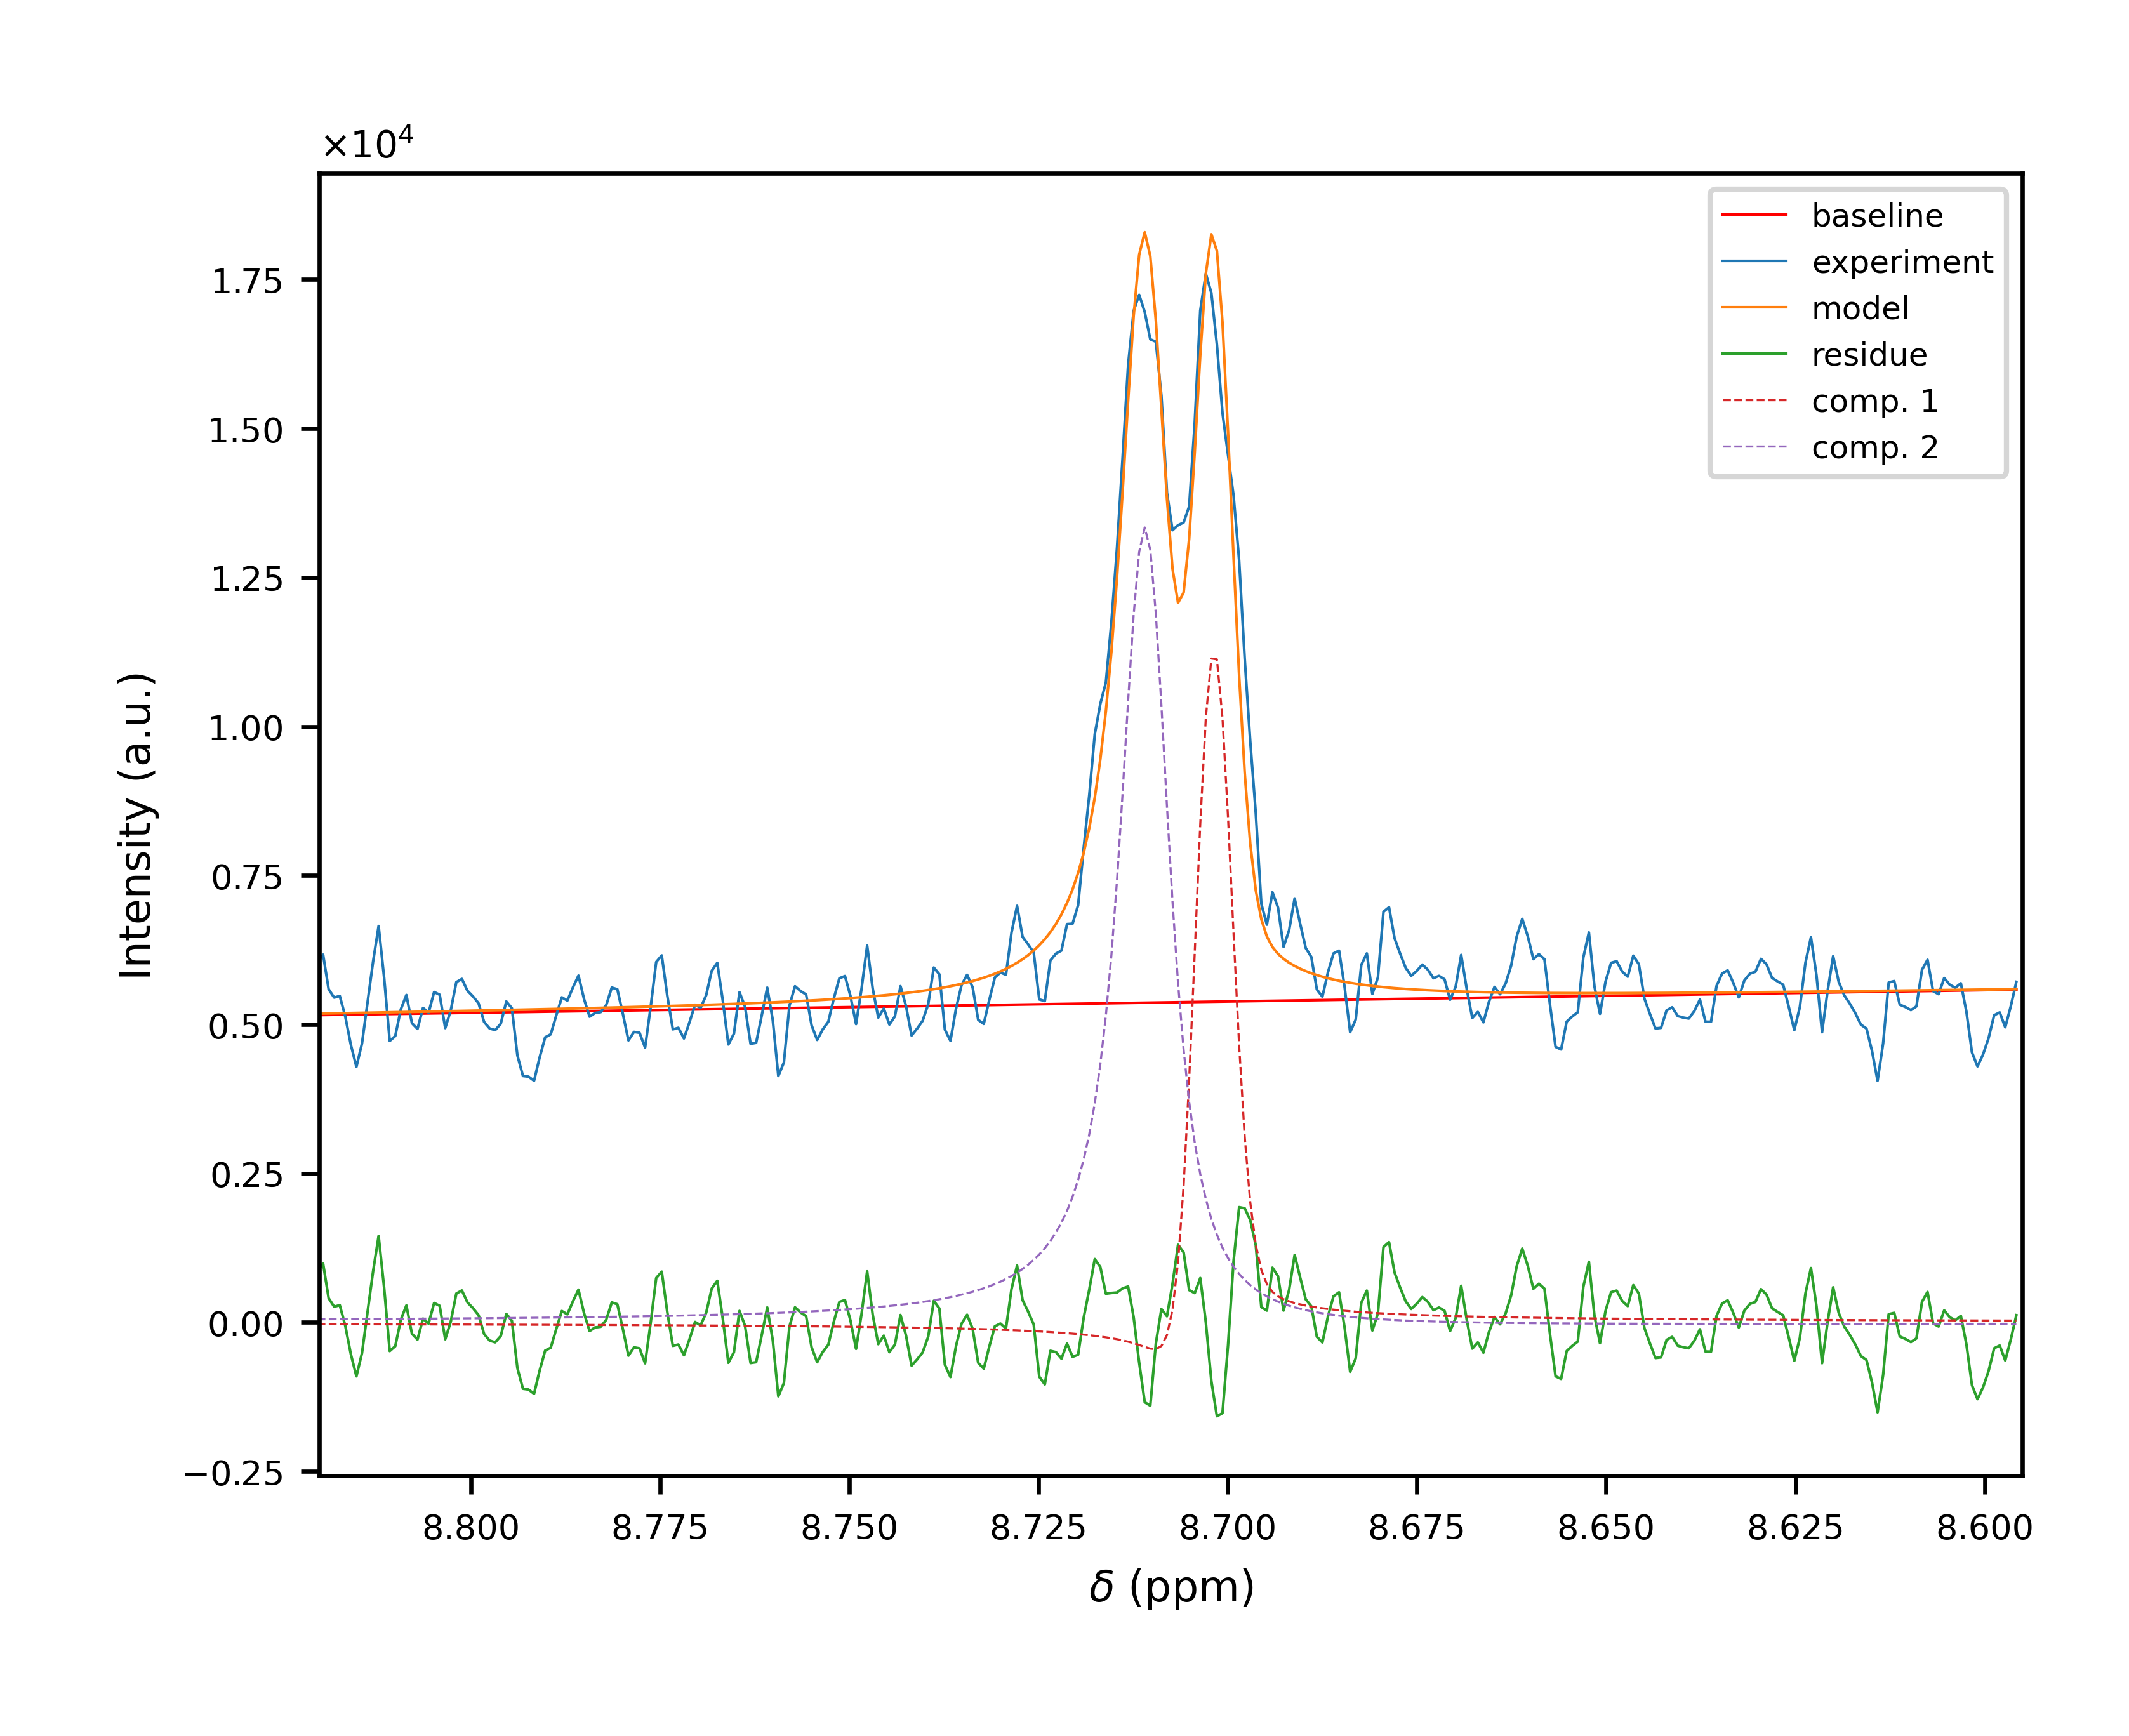 ×10⁴
baseline
experiment
model
residue
comp. 1
comp. 2
1.75
1.50
1.25
1.00
0.75
0.50
0.25
0.00
−0.25
Intensity (a.u.)
8.800 8.775 8.750 8.725 8.700 8.675 8.650 8.625 8.600
δ (ppm)